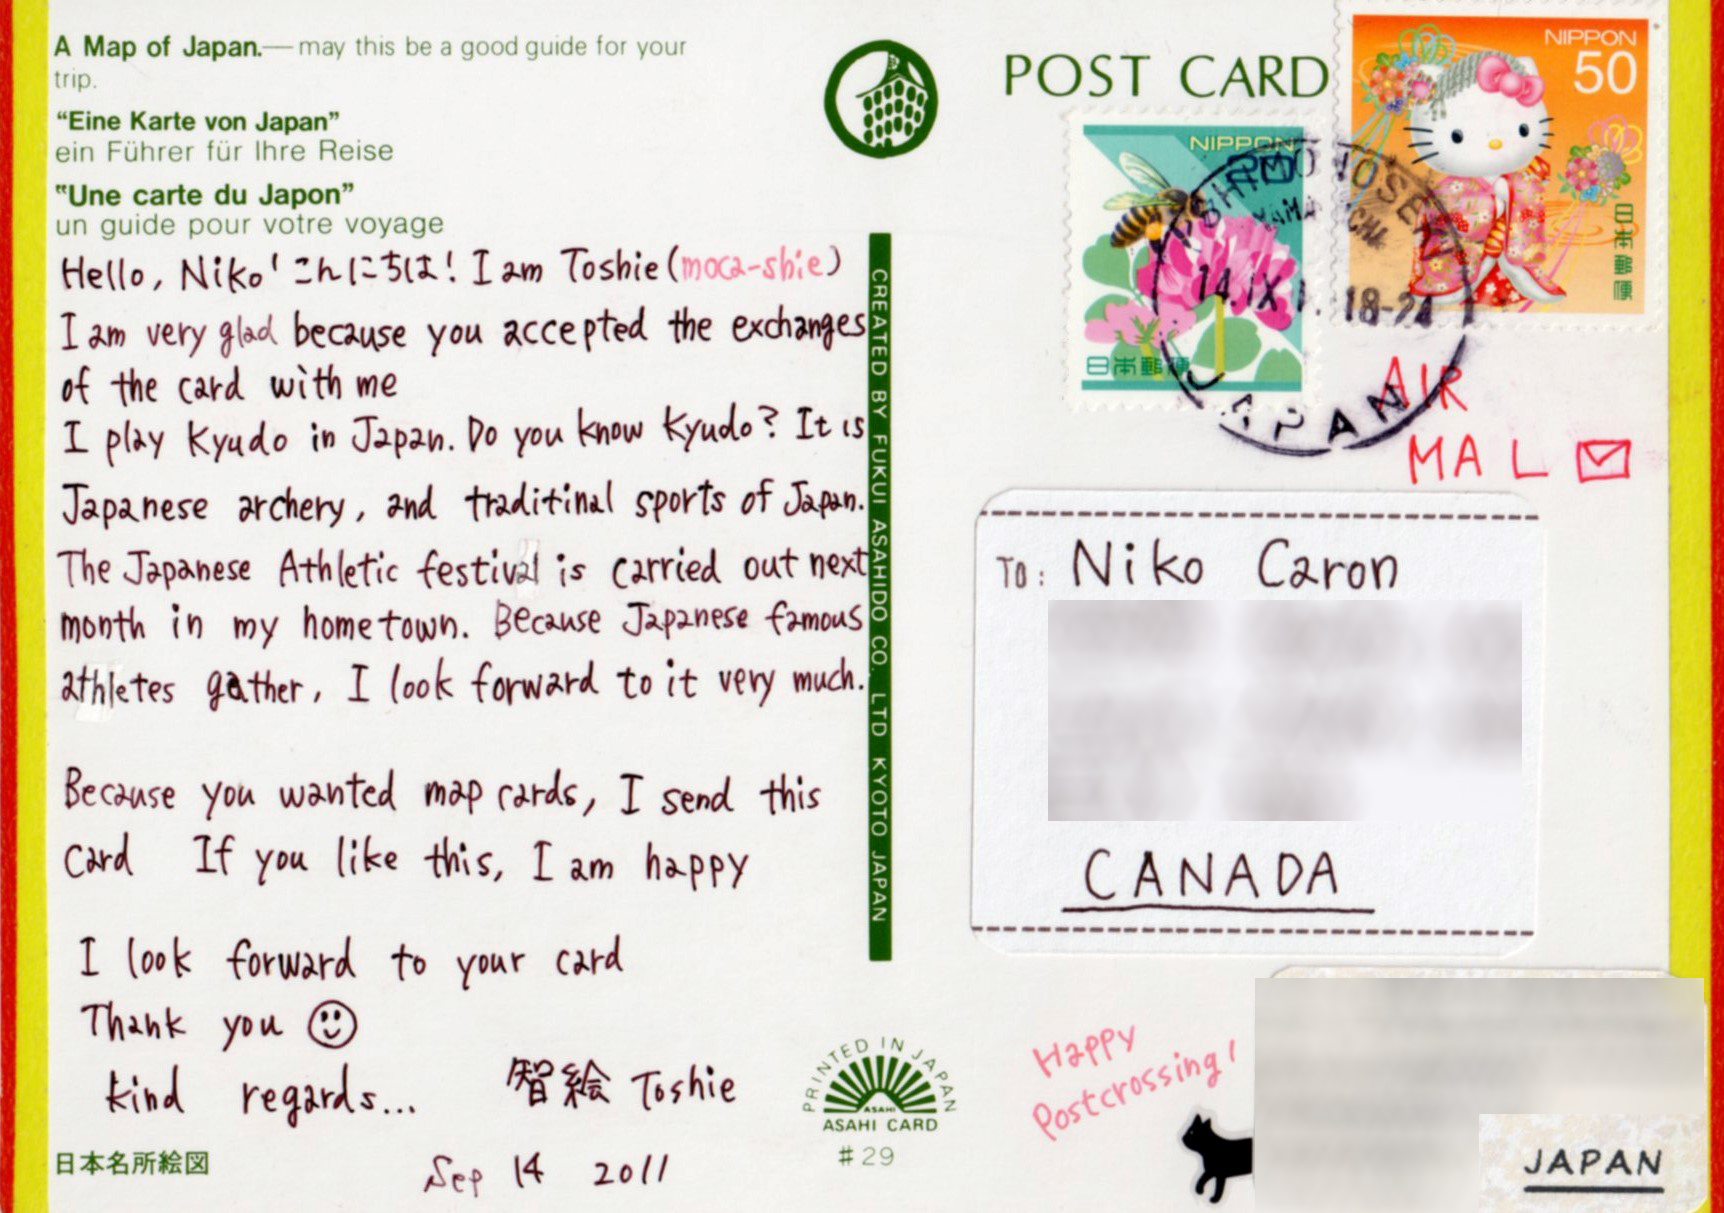 A Map of Japan.—may this be a good guide for your
trip.
“Eine Karte von Japan”
ein Führer für Ihre Reise
"Une carte du Japon”
un guide pour votre voyage
Hello, Niko! こんにちは! I am Toshie (moca-shie)
I am very glad because you accepted the exchanges
of the card with me
I play Kyudo in Japan. Do you know Kyudo? It is
Japanese archery, and traditinal sports of Japan.
The Japanese Athletic festival is carried out next
month in my hometown. Because Japanese famous
athletes gather, I look forward to it very much.
Because you wanted map cards, I send this
card If you like this, I am happy
I look forward to your card
Thank you
kind regards...
智絵 Toshie
Sep 14 2011
日本名所絵図
CREATED BY FUKUI ASAHIDO CO. LTD KYOTO JAPAN
PRINTED IN JAPAN
ASAHI
ASAHI CARD
#29
POST CARD
NIPPON
日本郵便
NIPPON
50
日本郵便
14.IX 18-24
JAPAN
AIR
MAIL
TO: Niko Caron
CANADA
Happy
Postcrossing!
JAPAN